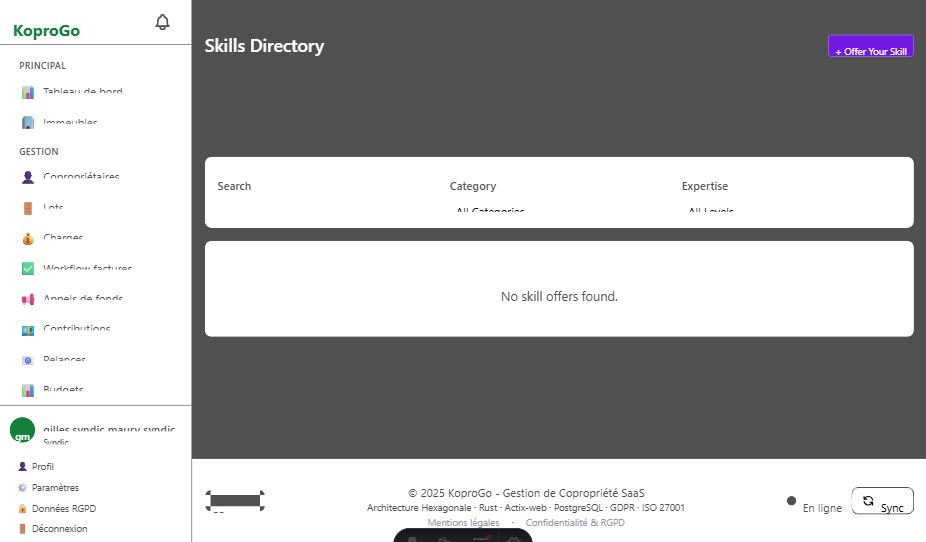 KoproGo
PRINCIPAL
Tableau de bord
Immeubles
GESTION
Copropriétaires
Lots
Charges
Workflow factures
Appels de fonds
Contributions
Relances
Budgets
gm
gilles syndic maury syndic
Syndic
Profil
Paramètres
Données RGPD
Déconnexion
Skills Directory
+ Offer Your Skill
Search
Category
Expertise
All Categories
All Levels
No skill offers found.
© 2025 KoproGo - Gestion de Copropriété SaaS
Architecture Hexagonale · Rust · Actix-web · PostgreSQL · GDPR · ISO 27001
Mentions légales · Confidentialité & RGPD
En ligne
Sync